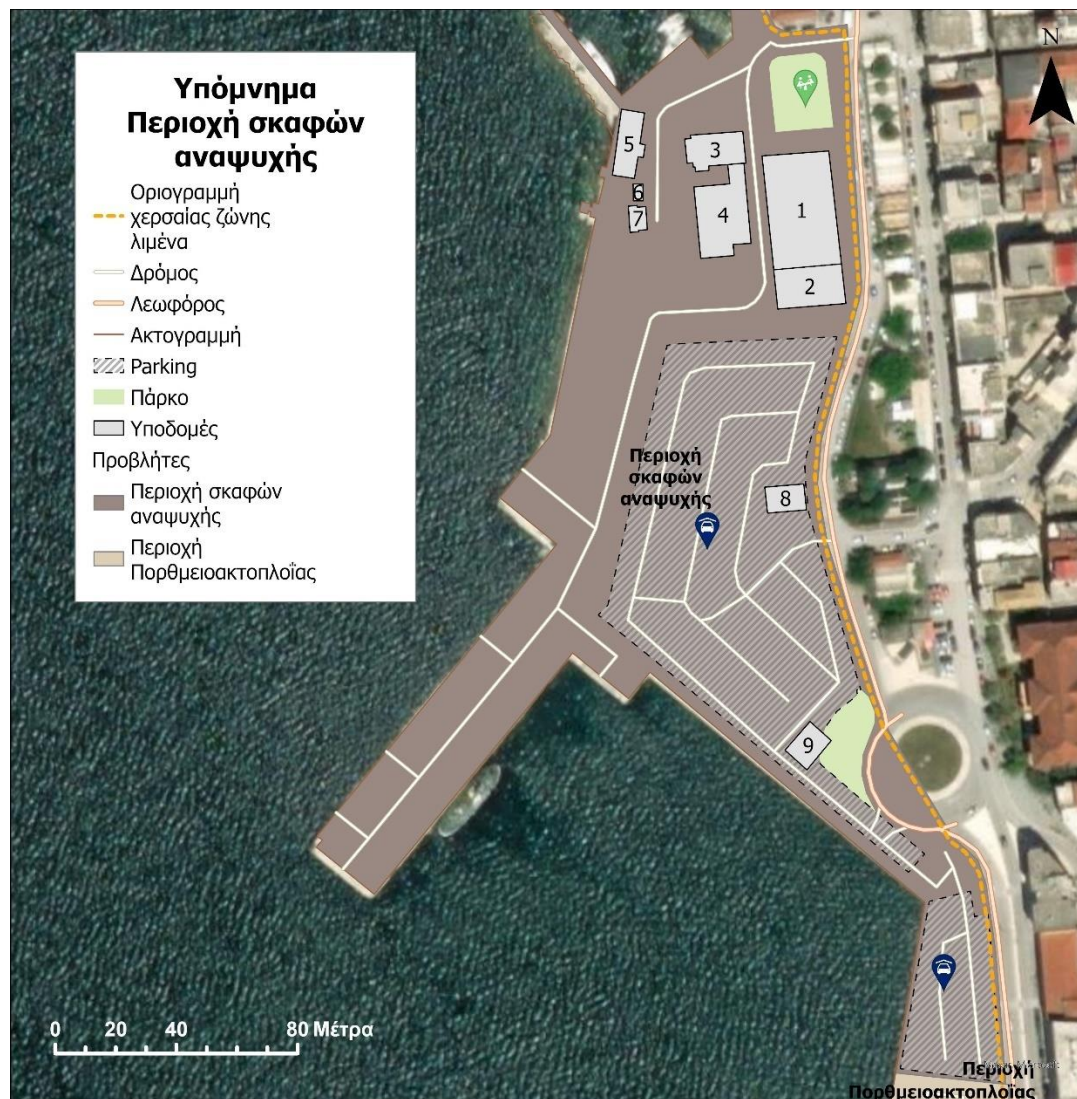 N
Υπόμνημα
Περιοχή σκαφών
αναψυχής
Οριογραμμή
χερσαίας ζώνης
λιμένα
Δρόμος
Λεωφόρος
Ακτογραμμή
Parking
Πάρκο
Υποδομές
Προβλήτες
Περιοχή σκαφών
αναψυχής
Περιοχή
Πορθμειοακτοπλοΐας
5
3
6
7
4
1
2
Περιοχή
σκαφών
αναψυχής
8
9
0 20 40 80 Μέτρα
Περιοχή
Πορθμειοακτοπλοΐας